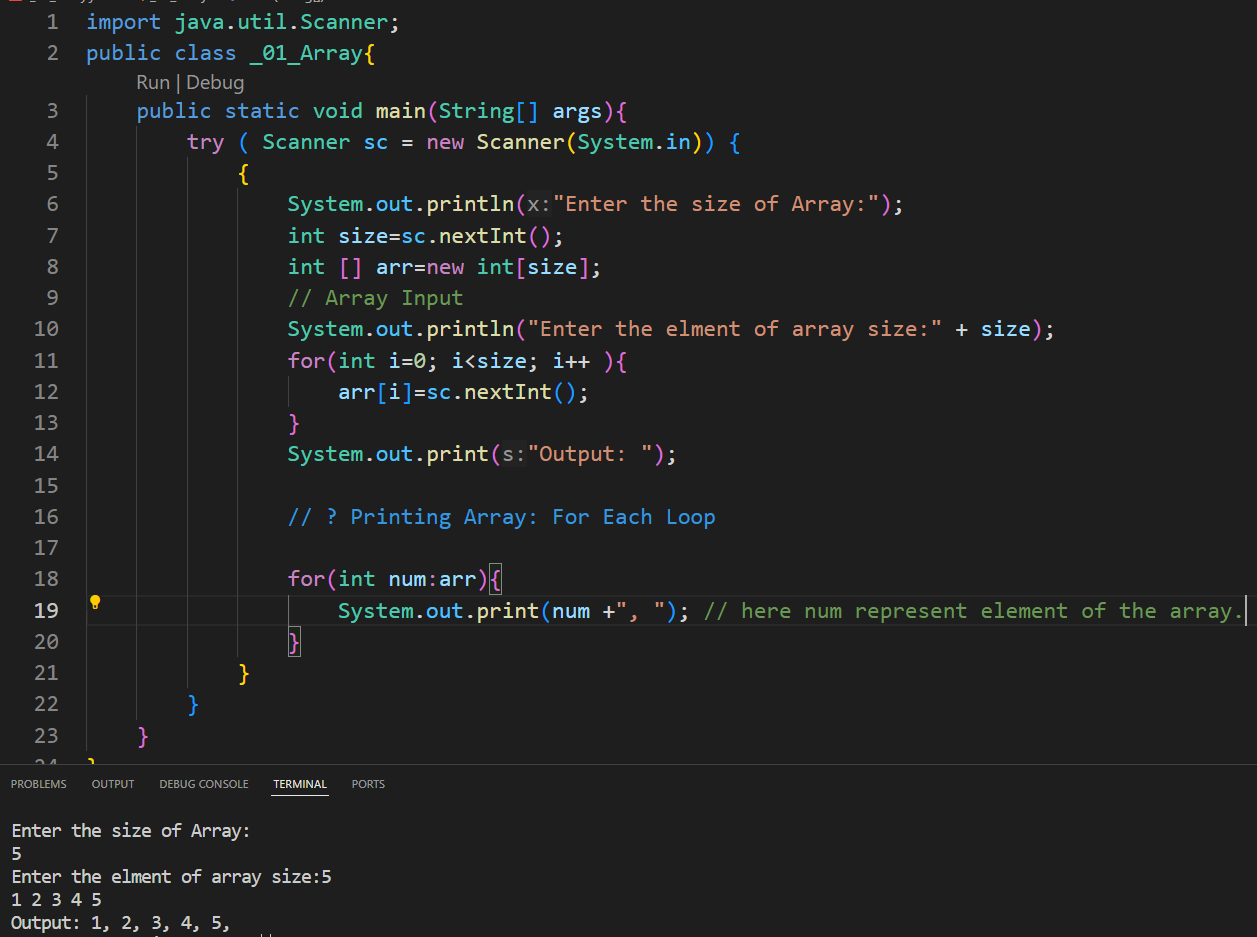 1 import java.util.Scanner;
2 public class _01_Array{
Run | Debug
3 public static void main(String[] args){
4 try ( Scanner sc = new Scanner(System.in)) {
5 {
6 System.out.println(x:"Enter the size of Array:");
7 int size=sc.nextInt();
8 int [] arr=new int[size];
9 // Array Input
10 System.out.println("Enter the elment of array size:" + size);
11 for(int i=0; i<size; i++ ){
12 arr[i]=sc.nextInt();
13 }
14 System.out.print(s:"Output: ");
15
16 // ? Printing Array: For Each Loop
17
18 for(int num:arr){
19 System.out.print(num +", "); // here num represent element of the array.
20 }
21 }
22 }
23 }
24 }
PROBLEMS OUTPUT DEBUG CONSOLE TERMINAL PORTS
Enter the size of Array:
5
Enter the elment of array size:5
1 2 3 4 5
Output: 1, 2, 3, 4, 5,